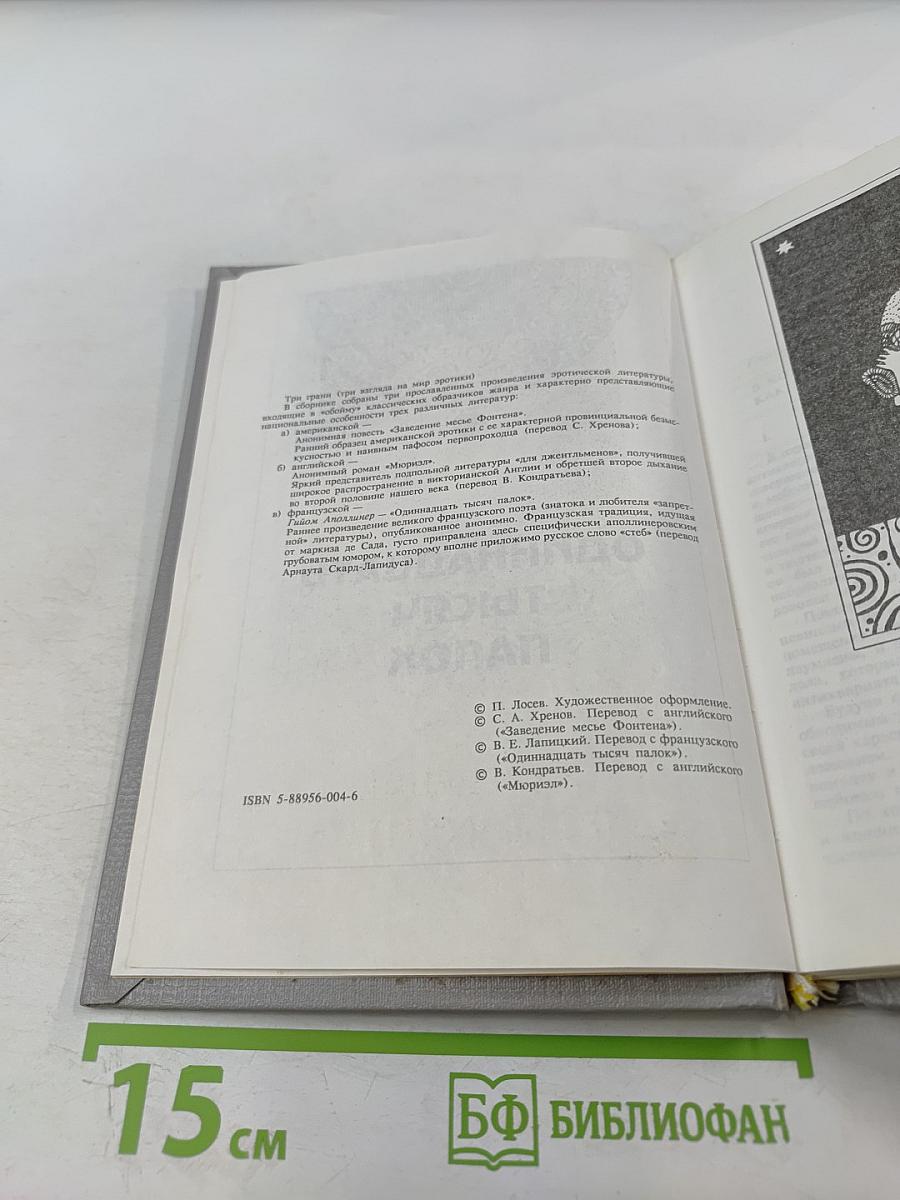 Три грани (три взгляда на мир эротики)
В сборнике собраны три прославленных произведения эротической литературы,
входящие в «обойму» классических образчиков жанра и характерно представляющие
национальные особенности трех различных литератур:
а) американской —
Анонимная повесть «Заведение месье Фонтена».
Ранний образец американской эротики с ее характерной провинциальной безыс-
кусностью и наивным пафосом первопроходца (перевод С. Хренова);
б) английской —
Анонимный роман «Мюриэл».
Яркий представитель подпольной литературы «для джентльменов», получившей
широкое распространение в викторианской Англии и обретшей второе дыхание
во второй половине нашего века (перевод В. Кондратьева);
в) французской —
Гийом Аполлинер — «Одиннадцать тысяч палок».
Раннее произведение великого французского поэта (знатока и любителя «запрет-
ной» литературы), опубликованное анонимно. Французская традиция, идущая
от маркиза де Сада, густо приправлена здесь специфически аполлинеровским
грубоватым юмором, к которому вполне приложимо русское слово «стеб» (перевод
Арнаута Скард-Лапидуса).
© П. Лосев. Художественное оформление.
© С. А. Хренов. Перевод с английского
(«Заведение месье Фонтена»).
© В. Е. Лапицкий. Перевод с французского
(«Одиннадцать тысяч палок»).
© В. Кондратьев. Перевод с английского
(«Мюриэл»).
ISBN 5-88956-004-6
15 см
БФ БИБЛИОФАН